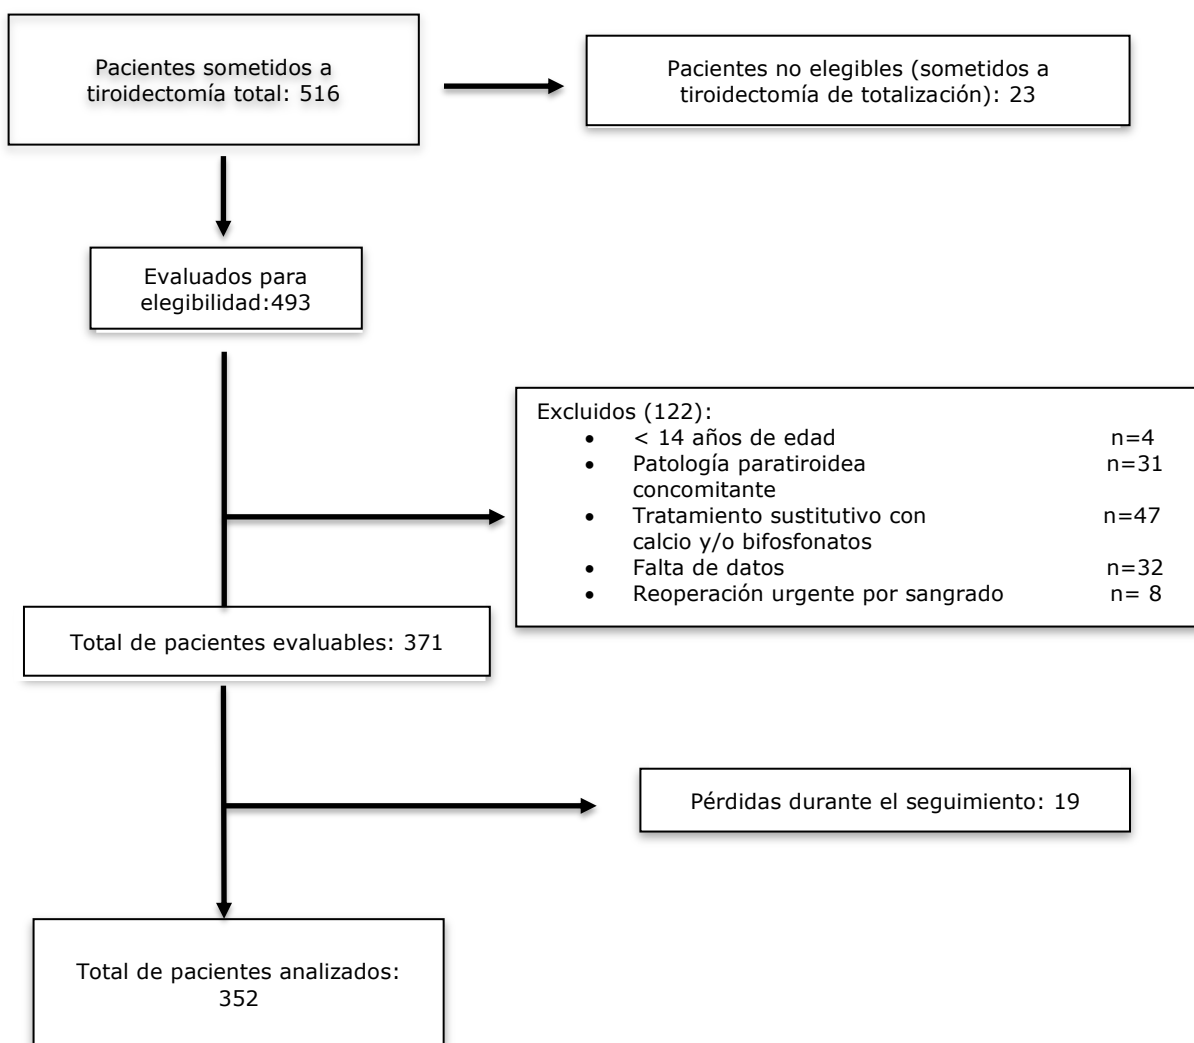 Pacientes sometidos a
tiroidectomía total: 516
Pacientes no elegibles (sometidos a
tiroidectomía de totalización): 23
Evaluados para
elegibilidad:493
Excluidos (122):
• < 14 años de edad n=4
• Patología paratiroidea n=31
concomitante
• Tratamiento sustitutivo con n=47
calcio y/o bifosfonatos
• Falta de datos n=32
• Reoperación urgente por sangrado n= 8
Total de pacientes evaluables: 371
Pérdidas durante el seguimiento: 19
Total de pacientes analizados:
352